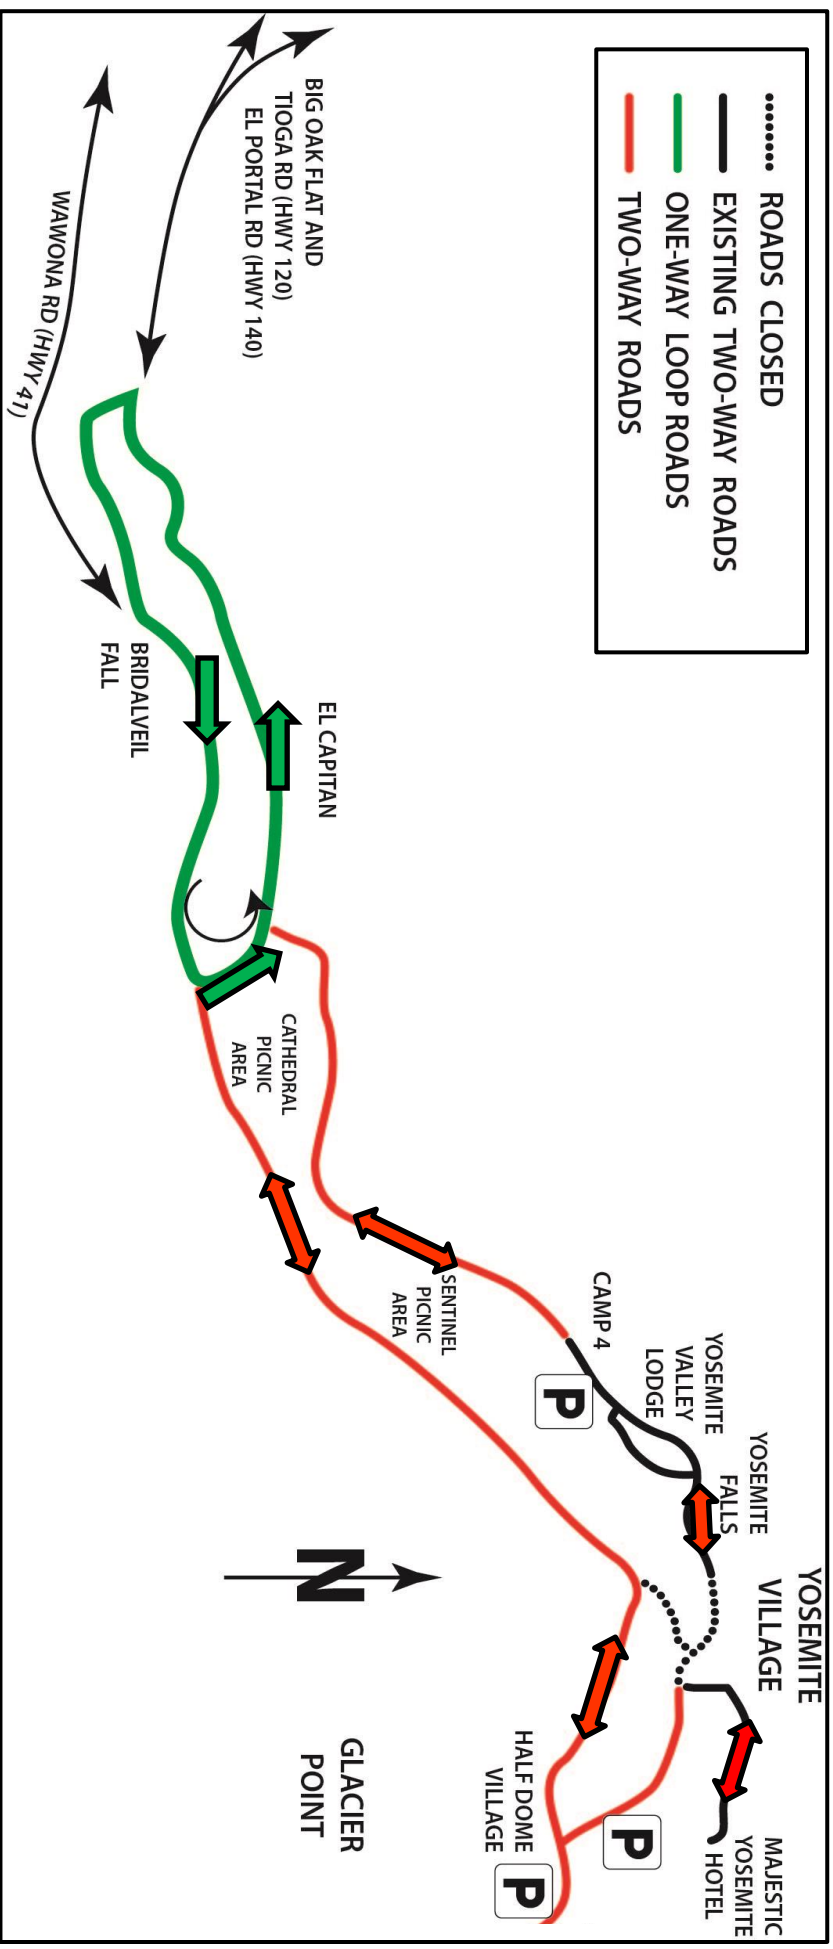 ROADS CLOSED
EXISTING TWO-WAY ROADS
ONE-WAY LOOP ROADS
TWO-WAY ROADS
BIG OAK FLAT AND
TIOGA RD (HWY 120)
EL PORTAL RD (HWY 140)
WAWONA RD (HWY 41)
BRIDALVEIL
FALL
EL CAPITAN
CATHEDRAL
PICNIC
AREA
SENTINEL
PICNIC
AREA
CAMP 4
P
YOSEMITE
VALLEY
LODGE
YOSEMITE
FALLS
YOSEMITE
VILLAGE
N
GLACIER
POINT
HALF DOME
VILLAGE
P
P
MAJESTIC
YOSEMITE
HOTEL